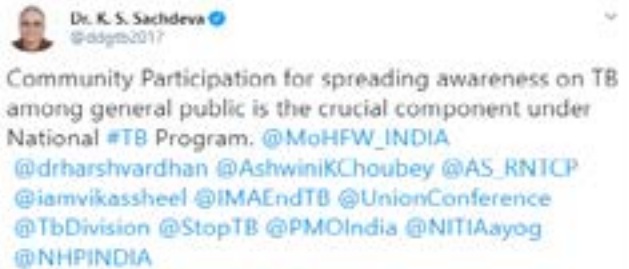 Dr. K. S. Sachdeva
@ddgtb2017
Community Participation for spreading awareness on TB
among general public is the crucial component under
National #TB Program. @MoHFW_INDIA
@drharshvardhan @AshwiniKChoubey @AS_RNTCP
@iamvikassheel @IMAEndTB @UnionConference
@TbDivision @StopTB @PMOIndia @NITIAayog
@NHPINDIA